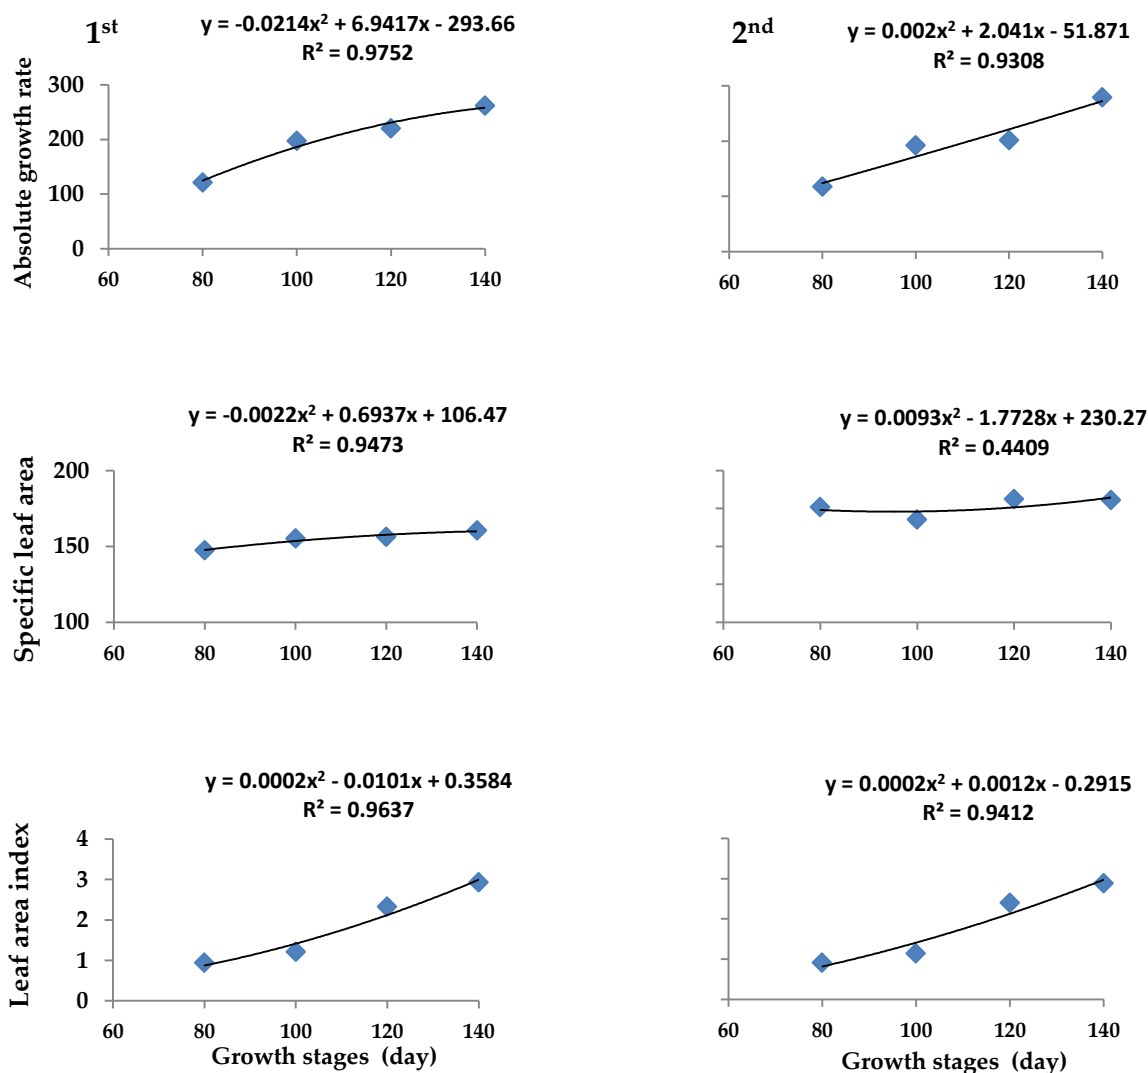 1st
y = -0.0214x² + 6.9417x - 293.66
R² = 0.9752
Absolute growth rate
300
200
100
0
60 80 100 120 140
2nd
y = 0.002x² + 2.041x - 51.871
R² = 0.9308
60 80 100 120 140
y = -0.0022x² + 0.6937x + 106.47
R² = 0.9473
Specific leaf area
200
150
100
60 80 100 120 140
y = 0.0093x² - 1.7728x + 230.27
R² = 0.4409
60 80 100 120 140
y = 0.0002x² - 0.0101x + 0.3584
R² = 0.9637
Leaf area index
4
3
2
1
0
60 80 100 120 140
Growth stages (day)
y = 0.0002x² + 0.0012x - 0.2915
R² = 0.9412
60 80 100 120 140
Growth stages (day)